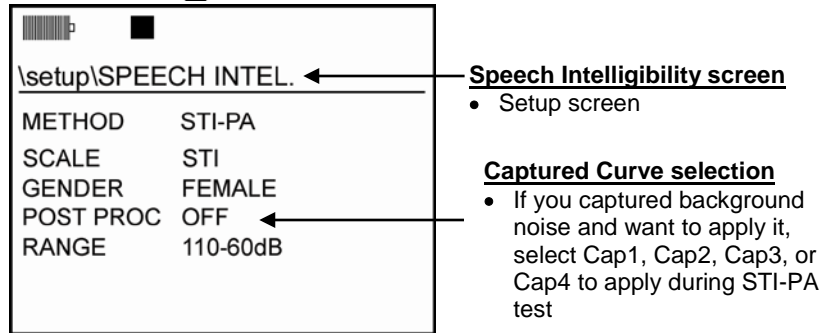 \setup\SPEECH INTEL.
METHOD STI-PA
SCALE STI
GENDER FEMALE
POST PROC OFF
RANGE 110-60dB
Speech Intelligibility screen
• Setup screen
Captured Curve selection
• If you captured background
noise and want to apply it,
select Cap1, Cap2, Cap3, or
Cap4 to apply during STI-PA
test